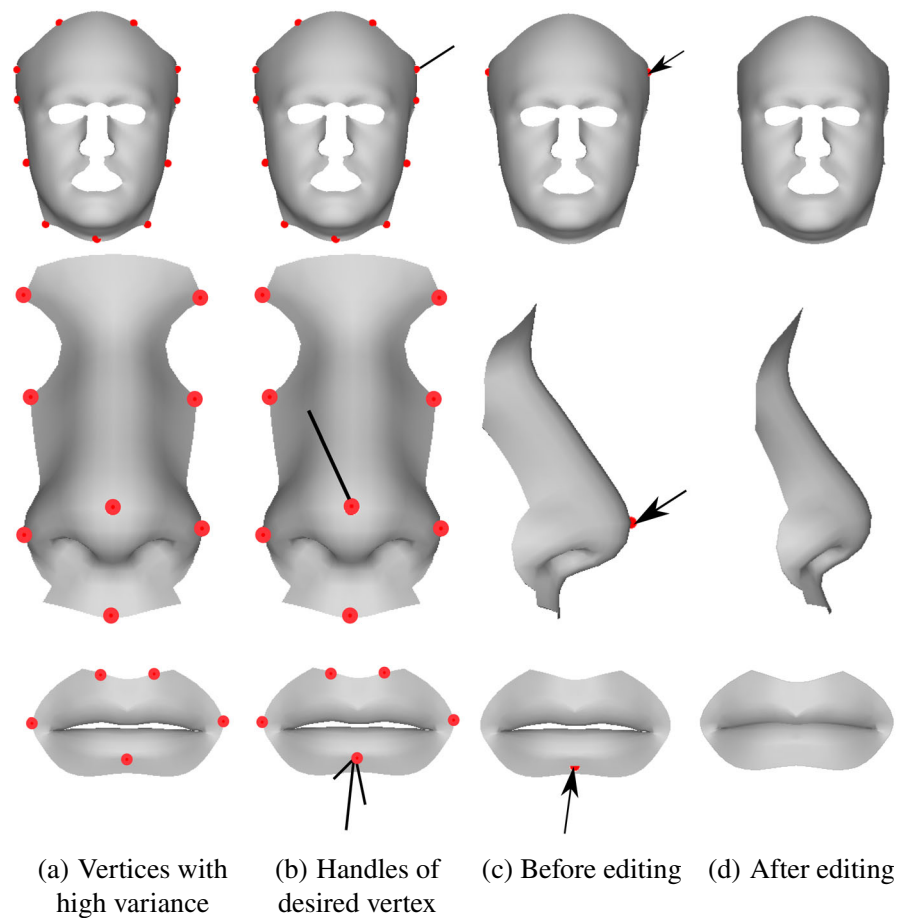 (a) Vertices with
high variance
(b) Handles of
desired vertex
(c) Before editing
(d) After editing